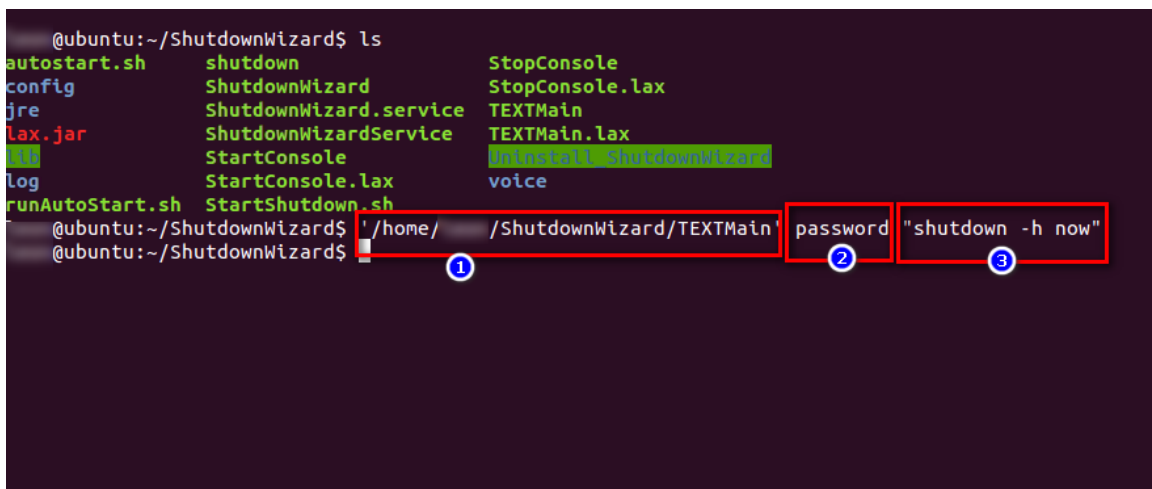 @ubuntu:~/ShutdownWizard$ ls
autostart.sh shutdown StopConsole
config ShutdownWizard StopConsole.lax
jre ShutdownWizard.service TEXTMain
lax.jar ShutdownWizardService TEXTMain.lax
lib StartConsole Uninstall_ShutdownWizard
log StartConsole.lax voice
runAutoStart.sh StartShutdown.sh
@ubuntu:~/ShutdownWizard$ '/home/ /ShutdownWizard/TEXTMain' password "shutdown -h now"
@ubuntu:~/ShutdownWizard$
1 2 3